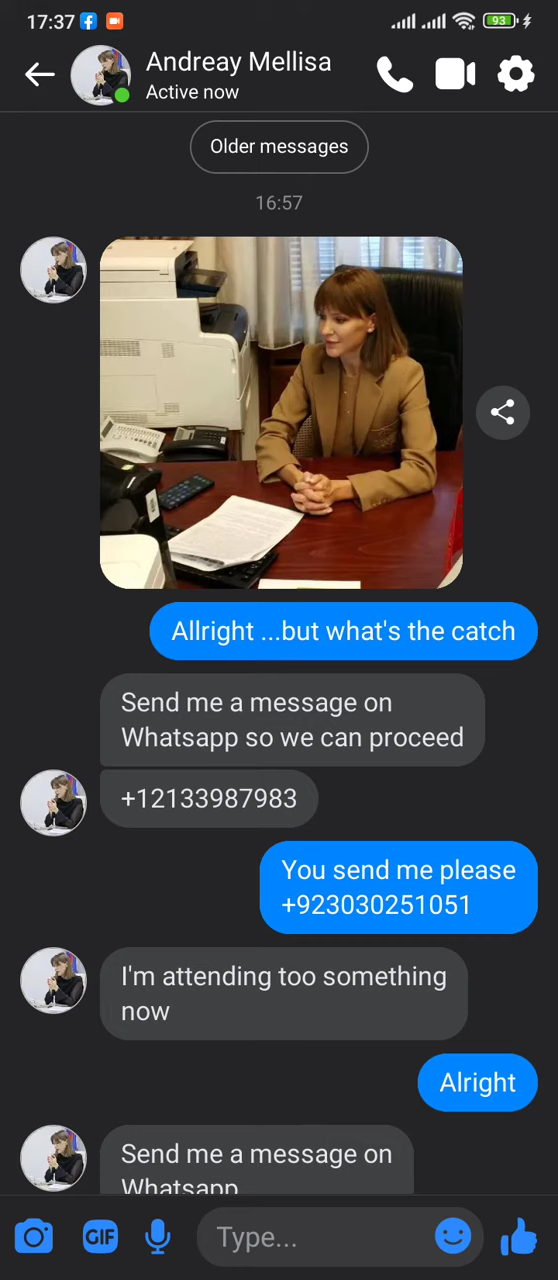 17:37
93
Andreay Mellisa
Active now
Older messages
16:57
Allright ...but what's the catch
Send me a message on
Whatsapp so we can proceed
+12133987983
You send me please
+923030251051
I'm attending too something
now
Alright
Send me a message on
Whatsapp
GIF
Type...